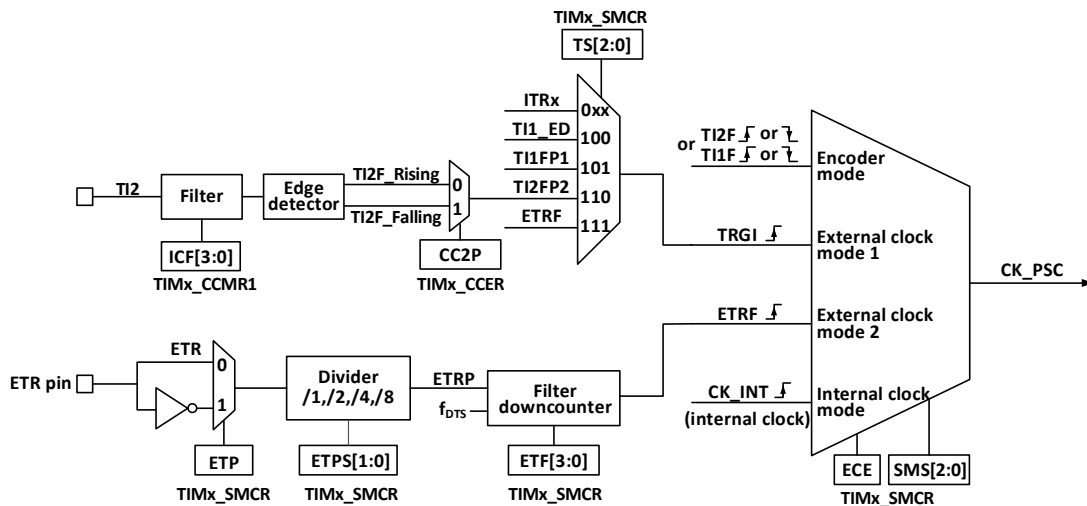 TIMx_SMCR
TS[2:0]
ITRx
0xx
TI1_ED
100
TI1FP1
101
TI2FP2
110
ETRF
111
TI2
Filter
ICF[3:0]
TIMx_CCMR1
Edge
detector
TI2F_Rising
TI2F_Falling
0
1
CC2P
TIMx_CCER
or TI2F or
TI1F or
Encoder
mode
TRGI
External clock
mode 1
ETRF
External clock
mode 2
CK_INT
(internal clock)
Internal clock
mode
CK_PSC
ECE
SMS[2:0]
TIMx_SMCR
ETR pin
ETR
0
1
ETP
TIMx_SMCR
Divider
/1,/2,/4,/8
ETPS[1:0]
TIMx_SMCR
ETRP
fDTS
Filter
downcounter
ETF[3:0]
TIMx_SMCR